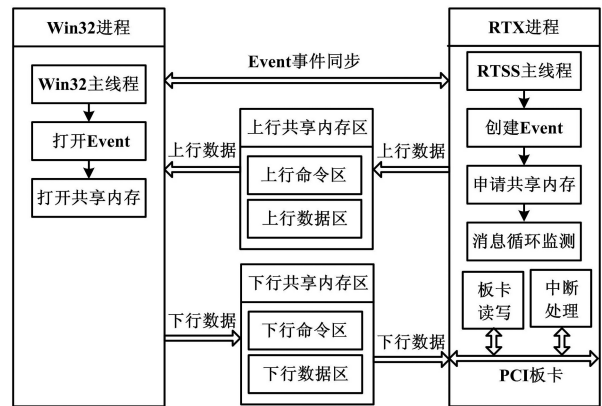 Win32进程
Win32主线程
打开Event
打开共享内存
Event事件同步
上行数据
上行共享内存区
上行命令区
上行数据区
上行数据
下行数据
下行共享内存区
下行命令区
下行数据区
下行数据
RTX进程
RTSS主线程
创建Event
申请共享内存
消息循环监测
板卡
读写
中断
处理
PCI板卡